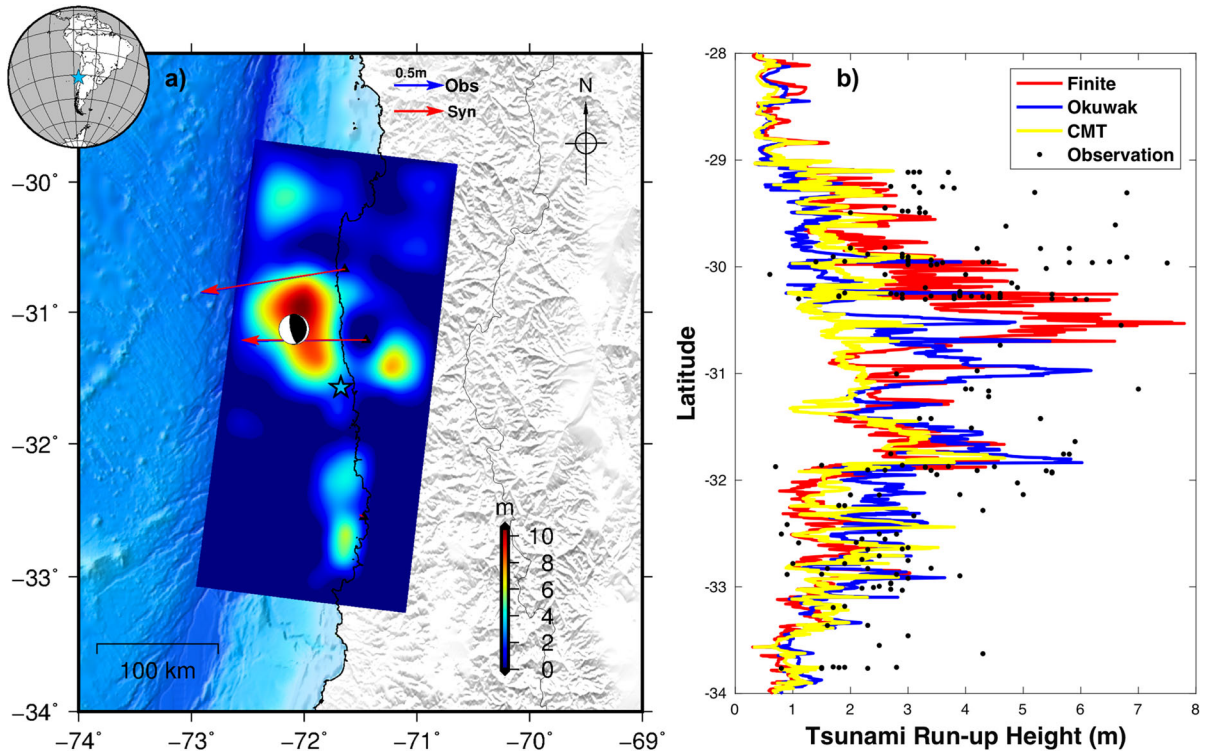 a)
0.5m
Obs
Syn
N
−30°
−31°
−32°
−33°
−34°
−74
−73
−72
−71
−70
−69
100 km
m
10
8
6
4
2
0
b)
Finite
Okuwak
CMT
Observation
-28
-29
-30
-31
-32
-33
-34
Latitude
0
1
2
3
4
5
6
7
8
Tsunami Run-up Height (m)